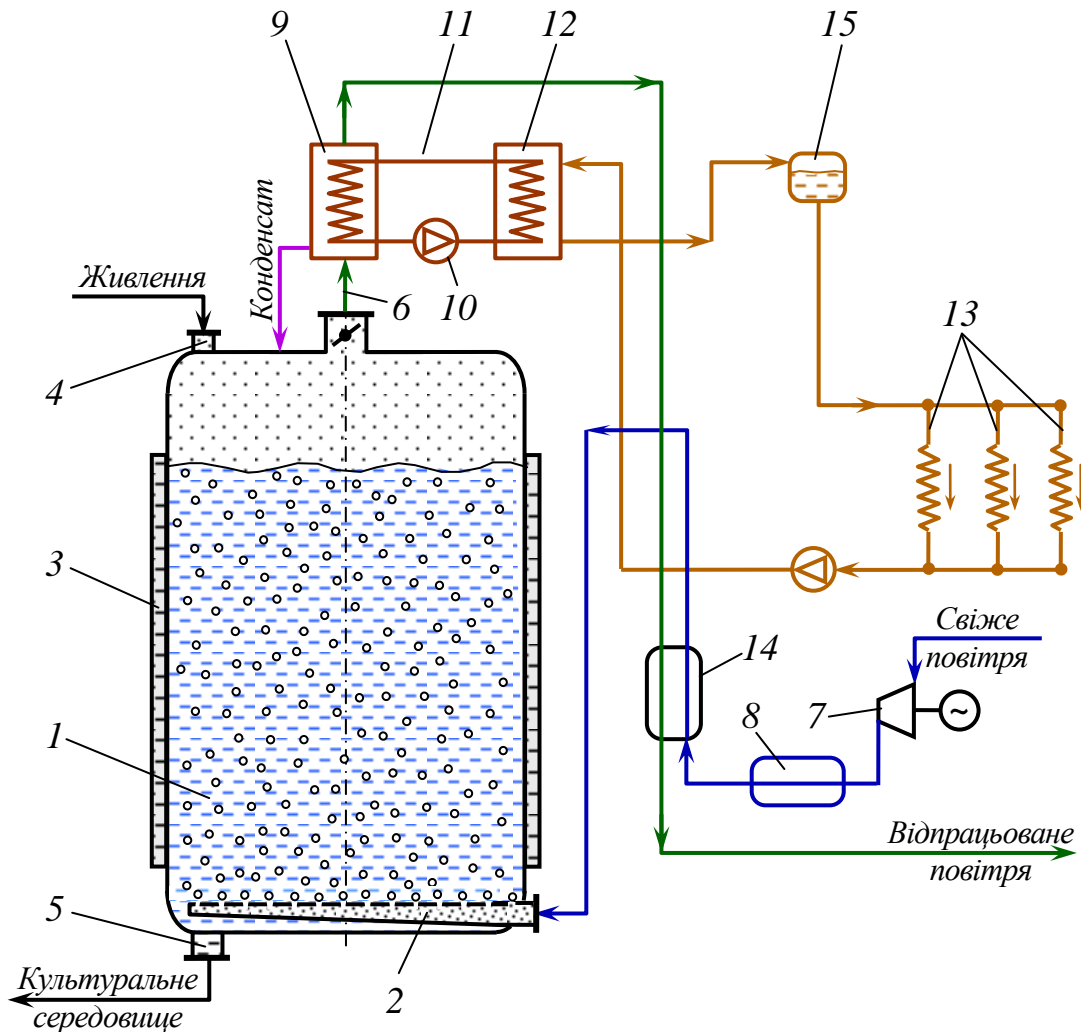 9
11
12
15
Конденсат
Живлення
6
10
13
4
3
Свіже
повітря
14
8
7
1
Відпрацьоване
повітря
5
Культуральне
середовище
2
~